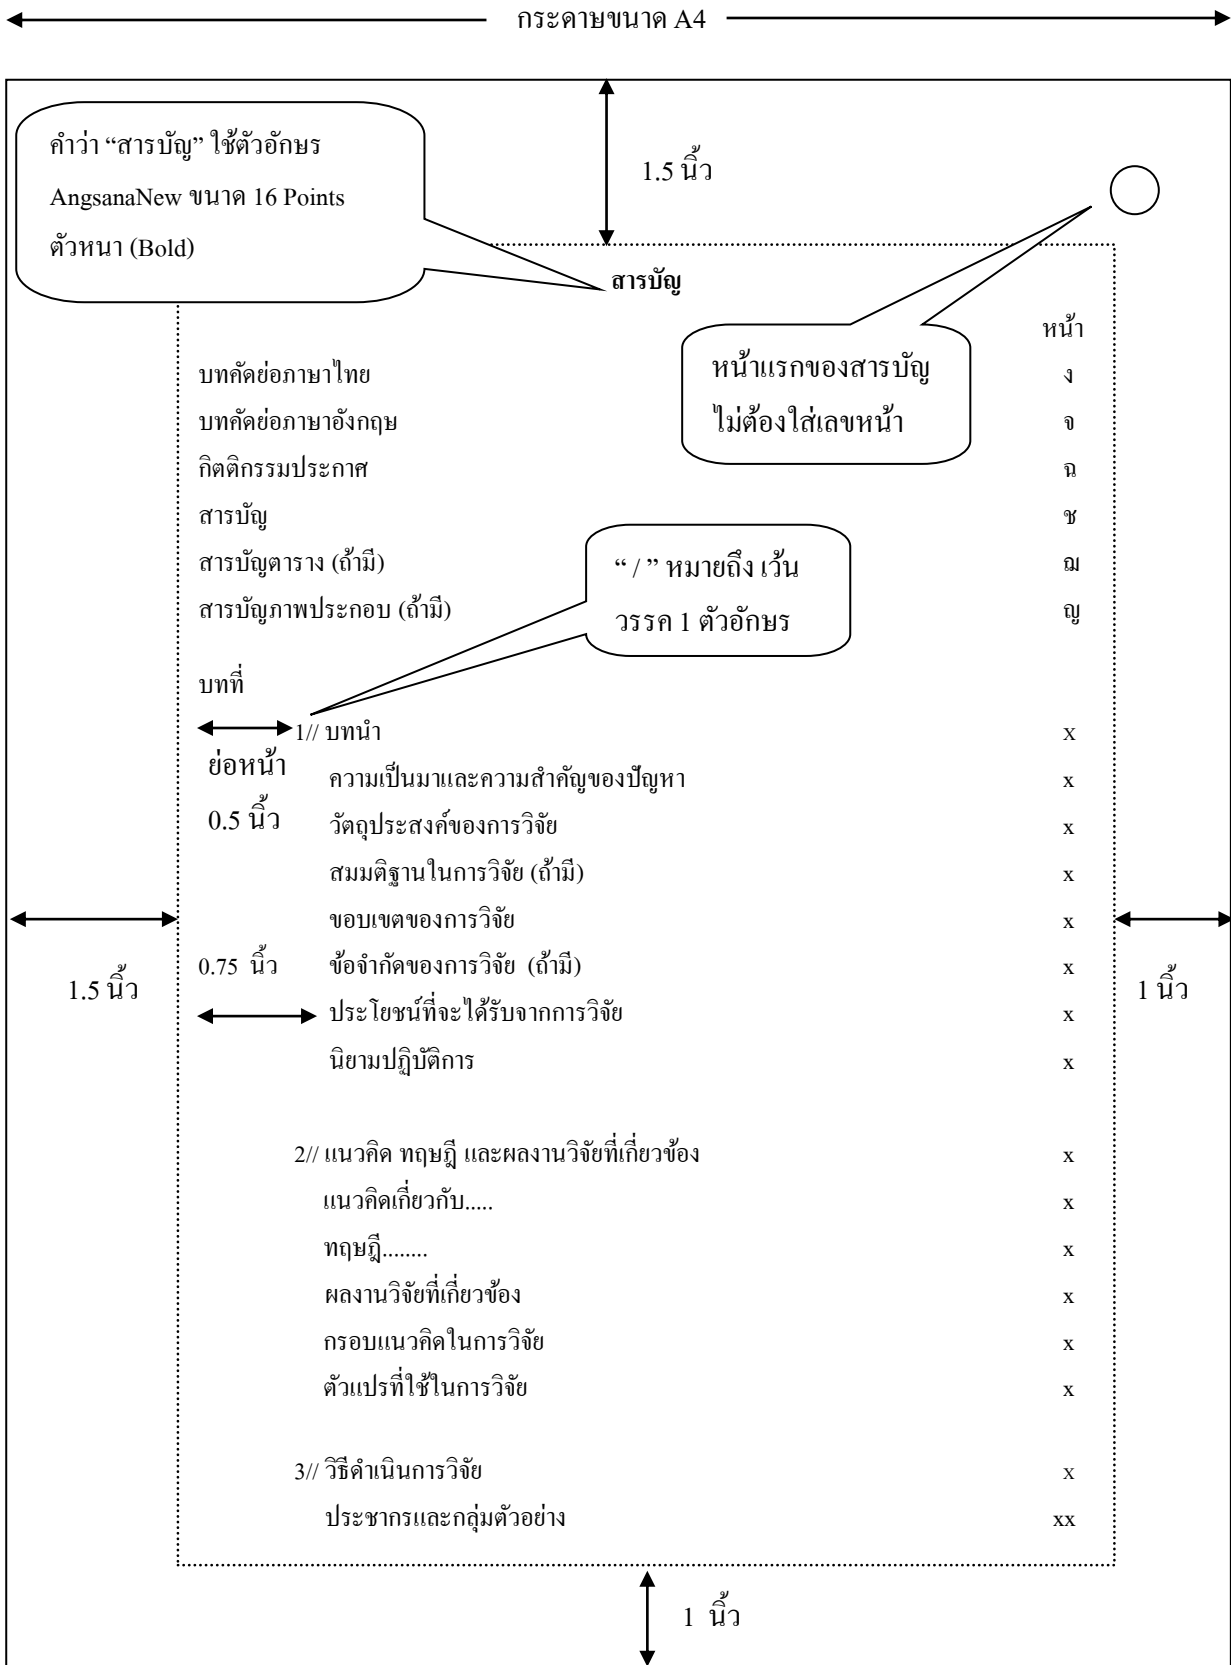 กระดาษขนาด A4
คำว่า “สารบัญ” ใช้ตัวอักษร
AngsanaNew ขนาด 16 Points
ตัวหนา (Bold)
1.5 นิ้ว
สารบัญ
หน้า
หน้าแรกของสารบัญ
ไม่ต้องใส่เลขหน้า
บทคัดย่อภาษาไทย ง
บทคัดย่อภาษาอังกฤษ จ
กิตติกรรมประกาศ ฉ
สารบัญ ช
สารบัญตาราง (ถ้ามี) ฌ
สารบัญภาพประกอบ (ถ้ามี) ญ
“ / ” หมายถึง เว้น
วรรค 1 ตัวอักษร
บทที่
1// บทนำ x
ย่อหน้า
0.5 นิ้ว
ความเป็นมาและความสำคัญของปัญหา x
วัตถุประสงค์ของการวิจัย x
สมมติฐานในการวิจัย (ถ้ามี) x
ขอบเขตของการวิจัย x
0.75 นิ้ว ข้อจำกัดของการวิจัย (ถ้ามี) x
1.5 นิ้ว
1 นิ้ว
ประโยชน์ที่จะได้รับจากการวิจัย x
นิยามปฏิบัติการ x
2// แนวคิด ทฤษฎี และผลงานวิจัยที่เกี่ยวข้อง x
แนวคิดเกี่ยวกับ..... x
ทฤษฎี........ x
ผลงานวิจัยที่เกี่ยวข้อง x
กรอบแนวคิดในการวิจัย x
ตัวแปรที่ใช้ในการวิจัย x
3// วิธีดำเนินการวิจัย x
ประชากรและกลุ่มตัวอย่าง xx
1 นิ้ว